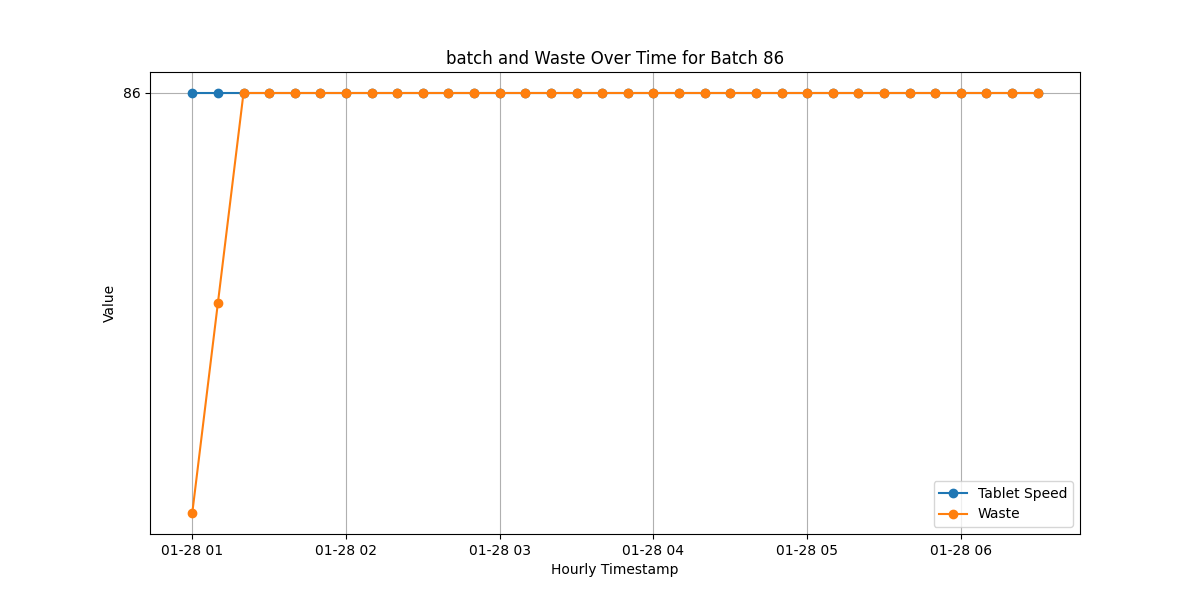 batch and Waste Over Time for Batch 86
86
Value
01-28 01
01-28 02
01-28 03
01-28 04
01-28 05
01-28 06
Hourly Timestamp
Tablet Speed
Waste